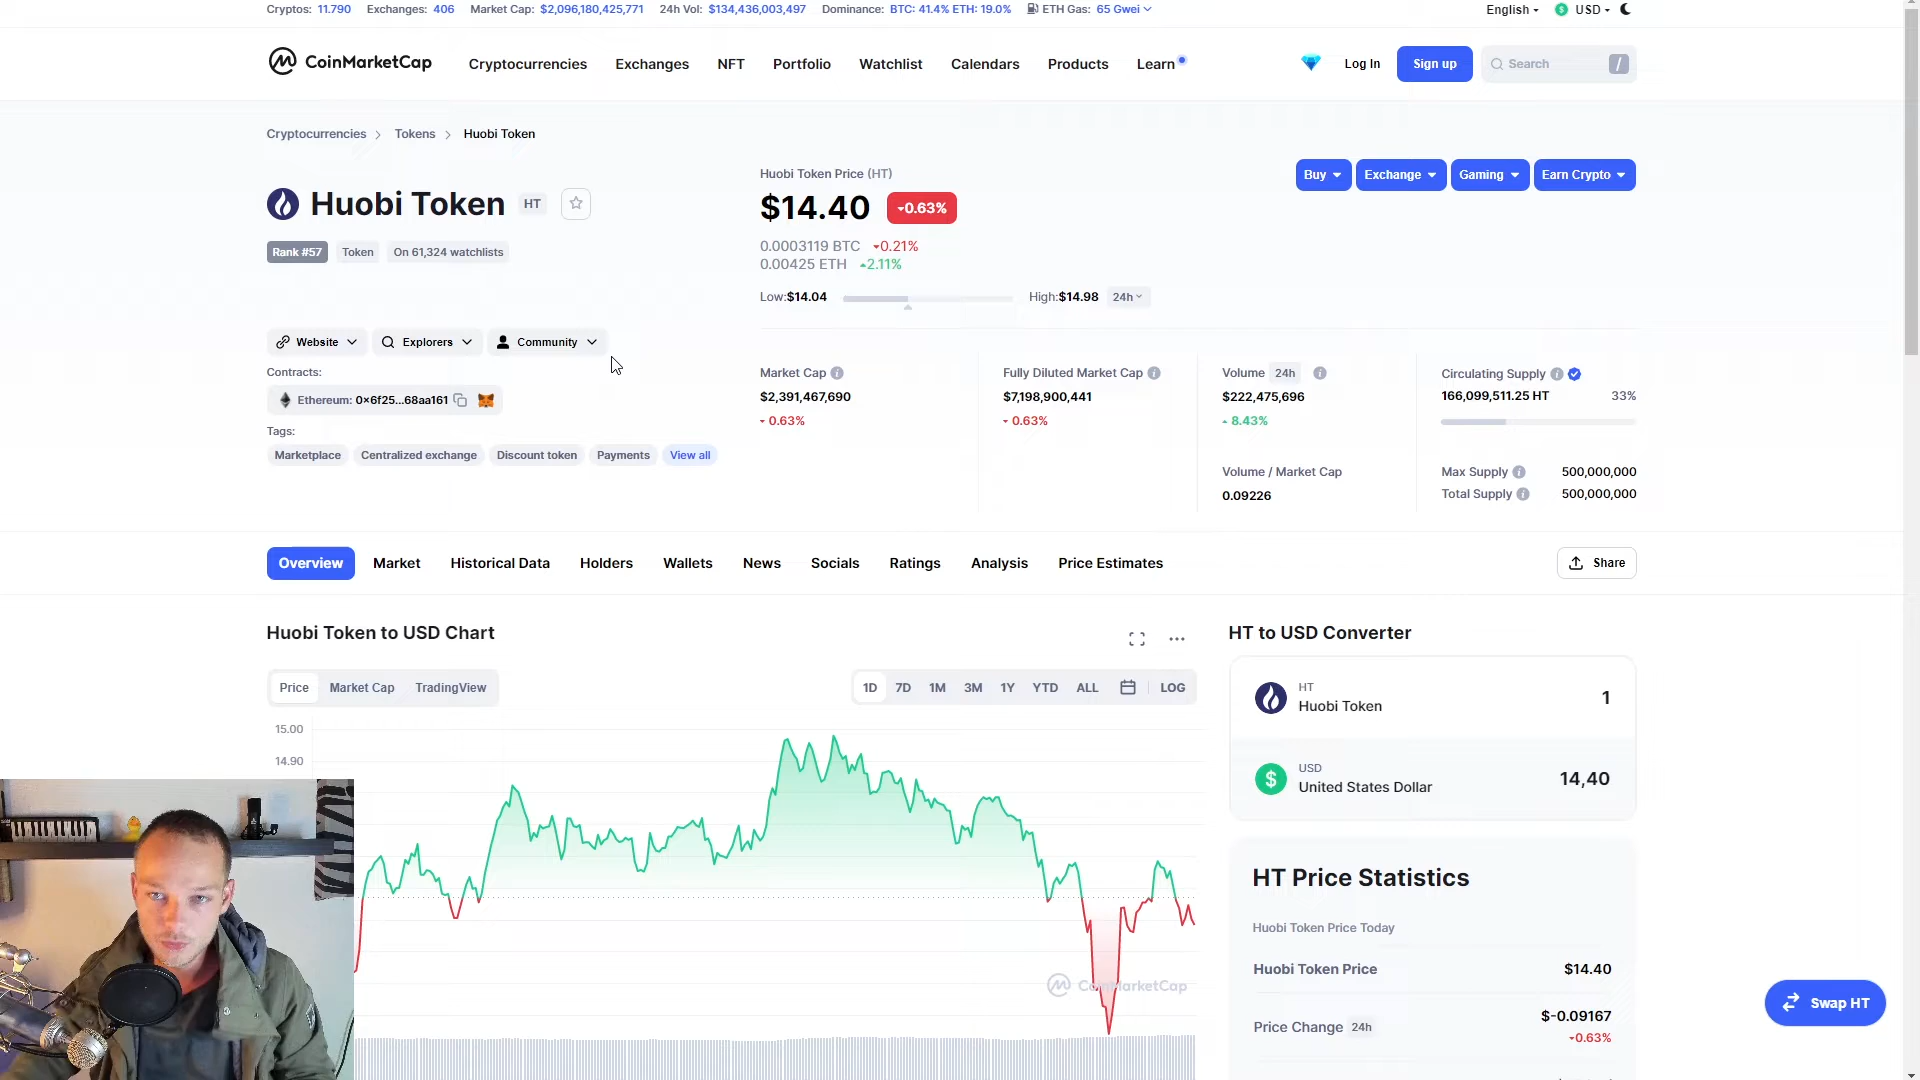 Cryptos: 11.790 Exchanges: 406 Market Cap: $2,096,180,425,771 24h Vol: $134,436,003,497 Dominance: BTC: 41.4% ETH: 19.0% ETH Gas: 65 Gwei English USD
CoinMarketCap Cryptocurrencies Exchanges NFT Portfolio Watchlist Calendars Products Learn Log In Sign up Search /
Cryptocurrencies > Tokens > Huobi Token
Huobi Token HT
Rank #57 Token On 61,324 watchlists
Huobi Token Price (HT)
$14.40 0.63%
0.0003119 BTC 0.21%
0.00425 ETH 2.11%
Low:$14.04 High:$14.98 24h
Buy Exchange Gaming Earn Crypto
Website Explorers Community
Contracts:
Ethereum: 0x6f25...68aa161
Tags:
Marketplace Centralized exchange Discount token Payments View all
Market Cap
$2,391,467,690
0.63%
Fully Diluted Market Cap
$7,198,900,441
0.63%
Volume 24h
$222,475,696
8.43%
Volume / Market Cap
0.09226
Circulating Supply
166,099,511.25 HT 33%
Max Supply 500,000,000
Total Supply 500,000,000
Overview Market Historical Data Holders Wallets News Socials Ratings Analysis Price Estimates Share
Huobi Token to USD Chart
Price Market Cap TradingView 1D 7D 1M 3M 1Y YTD ALL LOG
15.00
14.90
CoinMarketCap
HT to USD Converter
HT
Huobi Token 1
USD
United States Dollar 14,40
HT Price Statistics
Huobi Token Price Today
Huobi Token Price $14.40
Price Change 24h $-0.09167
0.63%
Swap HT